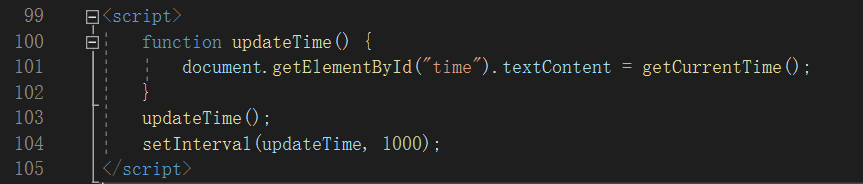 99 <script>
100 function updateTime() {
101 document.getElementById("time").textContent = getCurrentTime();
102 }
103 updateTime();
104 setInterval(updateTime, 1000);
105 </script>